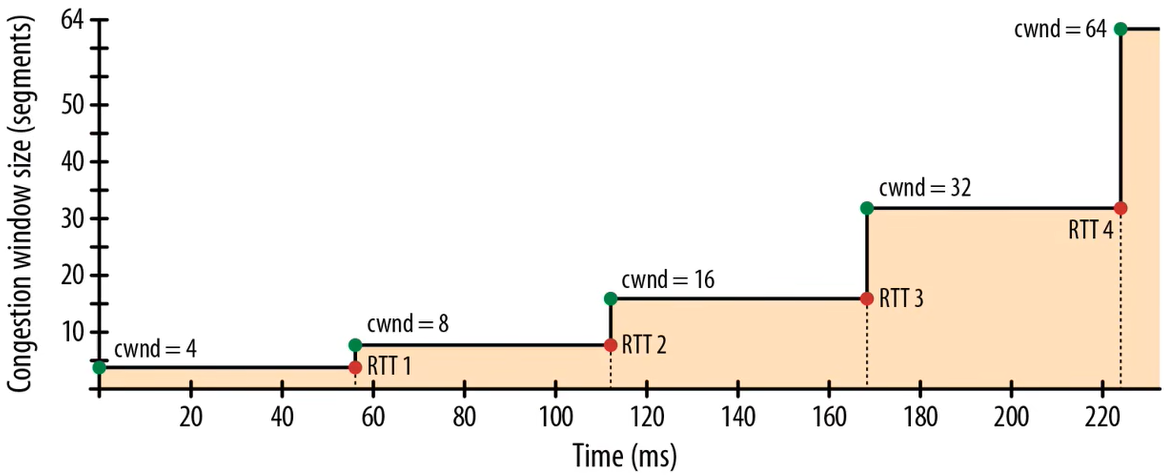 Congestion window size (segments)
64
50
40
30
20
10
cwnd = 4
RTT 1
cwnd = 8
RTT 2
cwnd = 16
RTT 3
cwnd = 32
RTT 4
cwnd = 64
20 40 60 80 100 120 140 160 180 200 220
Time (ms)